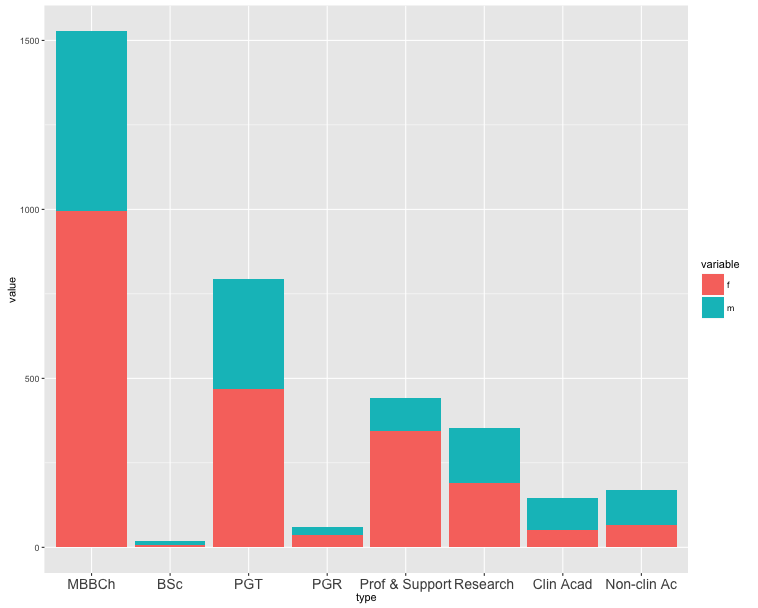 1500
1000
500
0
value
MBBCh BSc PGT PGR Prof & Support Research Clin Acad Non-clin Ac
type
variable
f
m